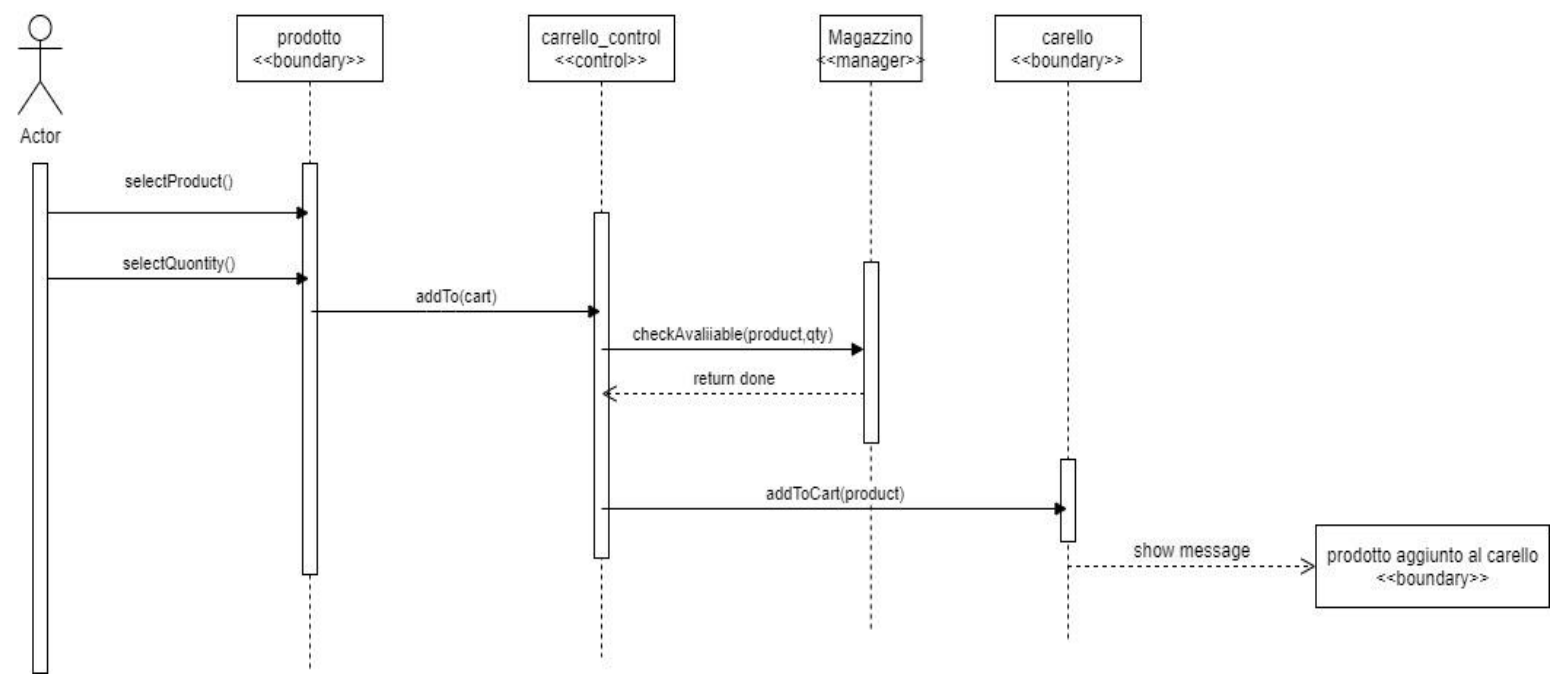 prodotto
<<boundary>>
carrello_control
<<control>>
Magazzino
<<manager>>
carello
<<boundary>>
Actor
selectProduct()
selectQuontity()
addTo(cart)
checkAvaliiable(product,qty)
return done
addToCart(product)
show message
prodotto aggiunto al carello
<<boundary>>